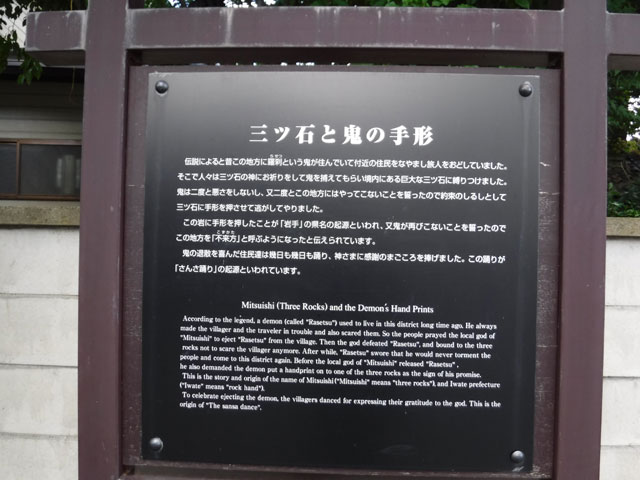 三ツ石と鬼の手形
伝説によると昔この地方に羅刹という鬼が住んでいて付近の住民をなやまし旅人をおどしていました。
そこで人々は三ツ石の神にお祈りをして鬼を捕えてもらい境内にある巨大な三ツ石に縛りつけました。
鬼は二度と悪さをしないし、又二度とこの地方にはやってこないことを誓ったので約束のしるしとして
三ツ石に手形を押させて逃がしてやりました。
この岩に手形を押したことが「岩手」の県名の起源といわれ、又鬼が再びこないことを誓ったので
この地方を「不来方」と呼ぶようになったと伝えられています。
鬼の退散を喜んだ住民達は幾日も幾日も踊り、神さまに感謝のまごころを捧げました。この踊りが
「さんさ踊り」の起源といわれています。
Mitsuishi (Three Rocks) and the Demon's Hand Prints
According to the legend, a demon (called "Rasetsu") used to live in this district long time ago. He always
made the villager and the traveler in trouble and also scared them. So the people prayed the local god of
"Mitsuishi" to eject "Rasetsu" from the village. Then the god defeated "Rasetsu", and bound to the three
rocks not to scare the villager anymore. After while, "Rasetsu" swore that he would never torment the
people and come to this district again. Before the local god of "Mitsuishi" released "Rasetsu" ,
he also demanded the demon put a handprint on to one of the three rocks as the sign of his promise.
This is the story and origin of the name of Mitsuishi ("Mitsuishi" means "three rocks"), and Iwate prefecture
("Iwate" means "rock hand").
To celebrate ejecting the demon, the villagers danced for expressing their gratitude to the god. This is the
origin of "The sansa dance".